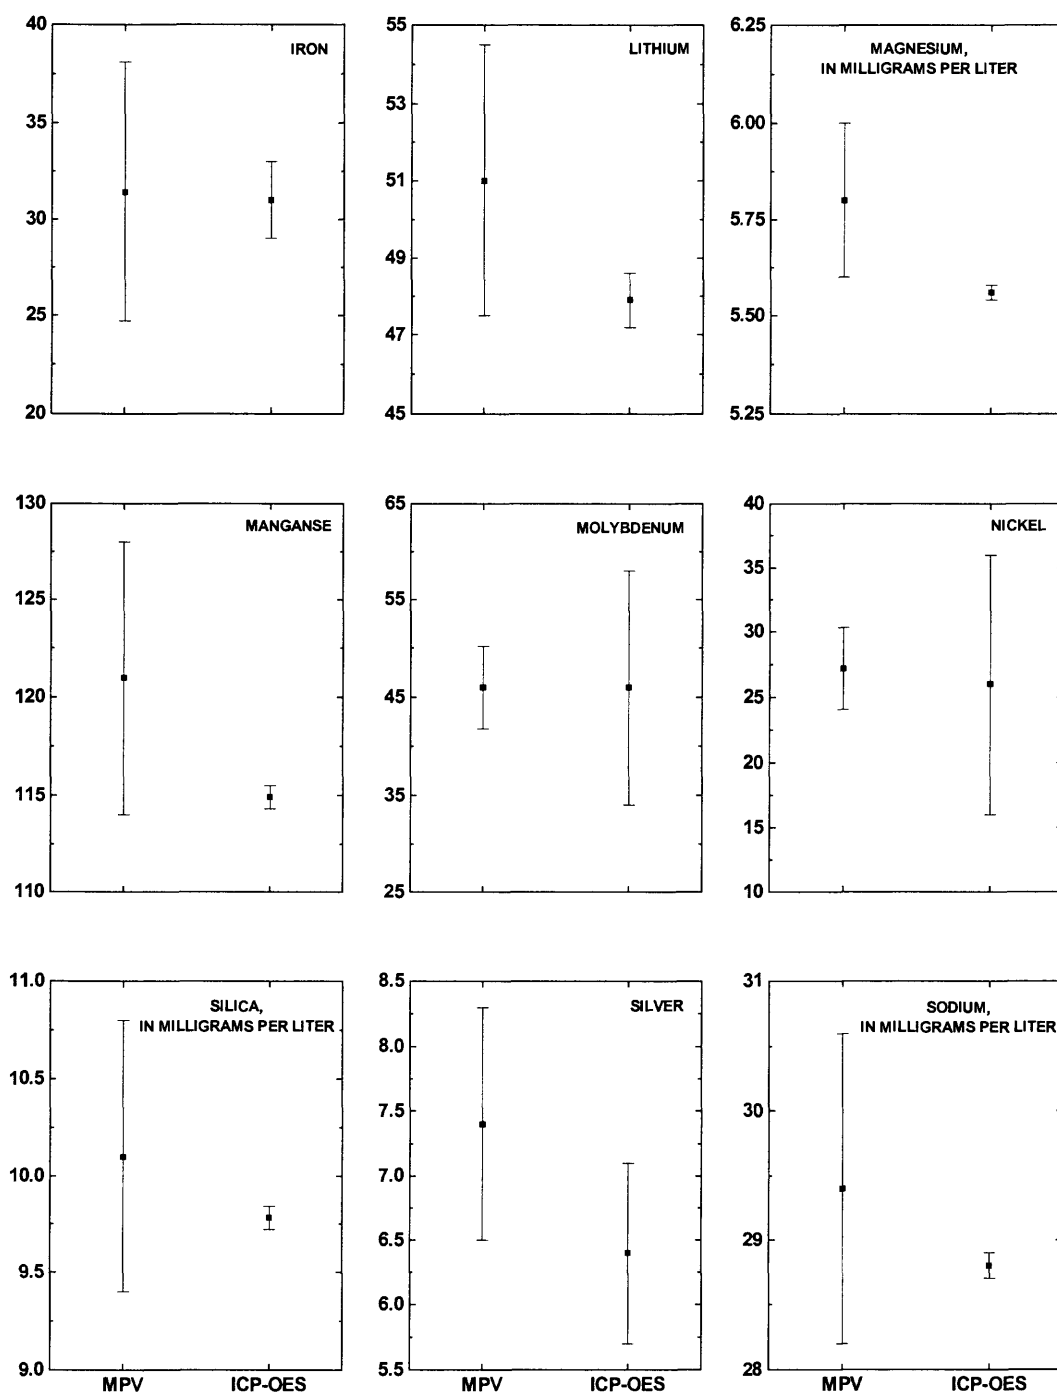 40
35
30
25
20
IRON
55
53
51
49
47
45
LITHIUM
6.25
6.00
5.75
5.50
5.25
MAGNESIUM,
IN MILLIGRAMS PER LITER
130
125
120
115
110
MANGANSE
65
55
45
35
25
MOLYBDENUM
40
35
30
25
20
15
10
NICKEL
11.0
10.5
10.0
9.5
9.0
SILICA,
IN MILLIGRAMS PER LITER
MPV
ICP-OES
8.5
8.0
7.5
7.0
6.5
6.0
5.5
SILVER
MPV
ICP-OES
31
30
29
28
SODIUM,
IN MILLIGRAMS PER LITER
MPV
ICP-OES